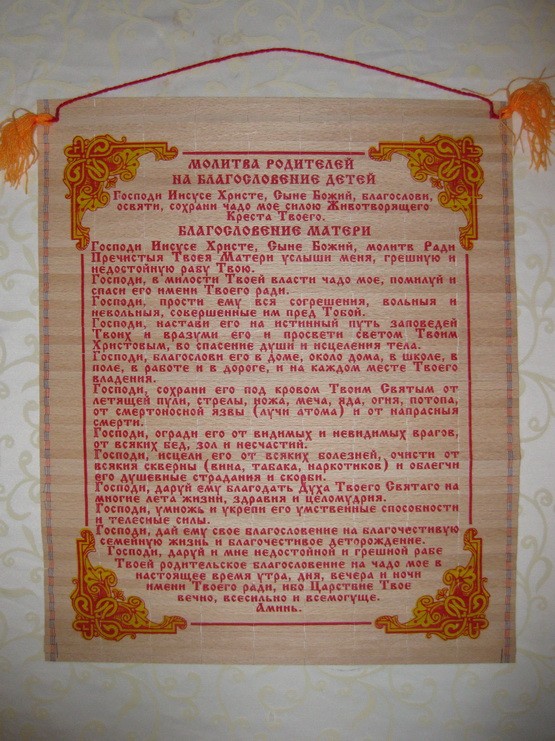 МОЛИТВА РОДИТЕЛЕЙ
НА БЛАГОСЛОВЕНИЕ ДЕТЕЙ
Господи Иисусе Христе, Сыне Божий, благослови,
освяти, сохрани чадо мое силою Животворящего
Креста Твоего.
БЛАГОСЛОВЕНИЕ МАТЕРИ
Господи Иисусе Христе, Сыне Божий, молитв Ради
Пречистыя Твоея Матери услыши меня, грешную и
недостойную рабу Твою.
Господи, в милости Твоей власти чадо мое, помилуй и
спаси его имени Твоего ради.
Господи, прости ему вся согрешения, вольныя и
невольныя, совершенные им пред Тобой.
Господи, настави его на истинный путь заповедей
Твоих и вразуми его и просвети светом Твоим
Христовым, во спасение души и исцеления тела.
Господи, благослови его в доме, около дома, в школе, в
поле, в работе и в дороге, и на каждом месте Твоего
владения.
Господи, сохрани его под кровом Твоим Святым от
летящей пули, стрелы, ножа, меча, яда, огня, потопа,
от смертоносной язвы (лучи атома) и от напрасныя
смерти.
Господи, огради его от видимых и невидимых врагов,
от всяких бед, зол и несчастий.
Господи, исцели его от всяких болезней, очисти от
всякия скверны (вина, табака, наркотиков) и облегчи
его душевные страдания и скорби.
Господи, даруй ему благодать Духа Твоего Святаго на
многие лета жизни, здравия и целомудрия.
Господи, умножь и укрепи его умственные способности
и телесные силы.
Господи, дай ему свое благословение на благочестивую
семейную жизнь и благочестивое деторождение.
Господи, даруй и мне недостойной и грешной рабе
Твоей родительское благословение на чадо мое в
настоящее время утра, дня, вечера и ночи
имени Твоего ради, ибо Царствие Твое
вечно, всесильно и всемогуще.
Аминь.